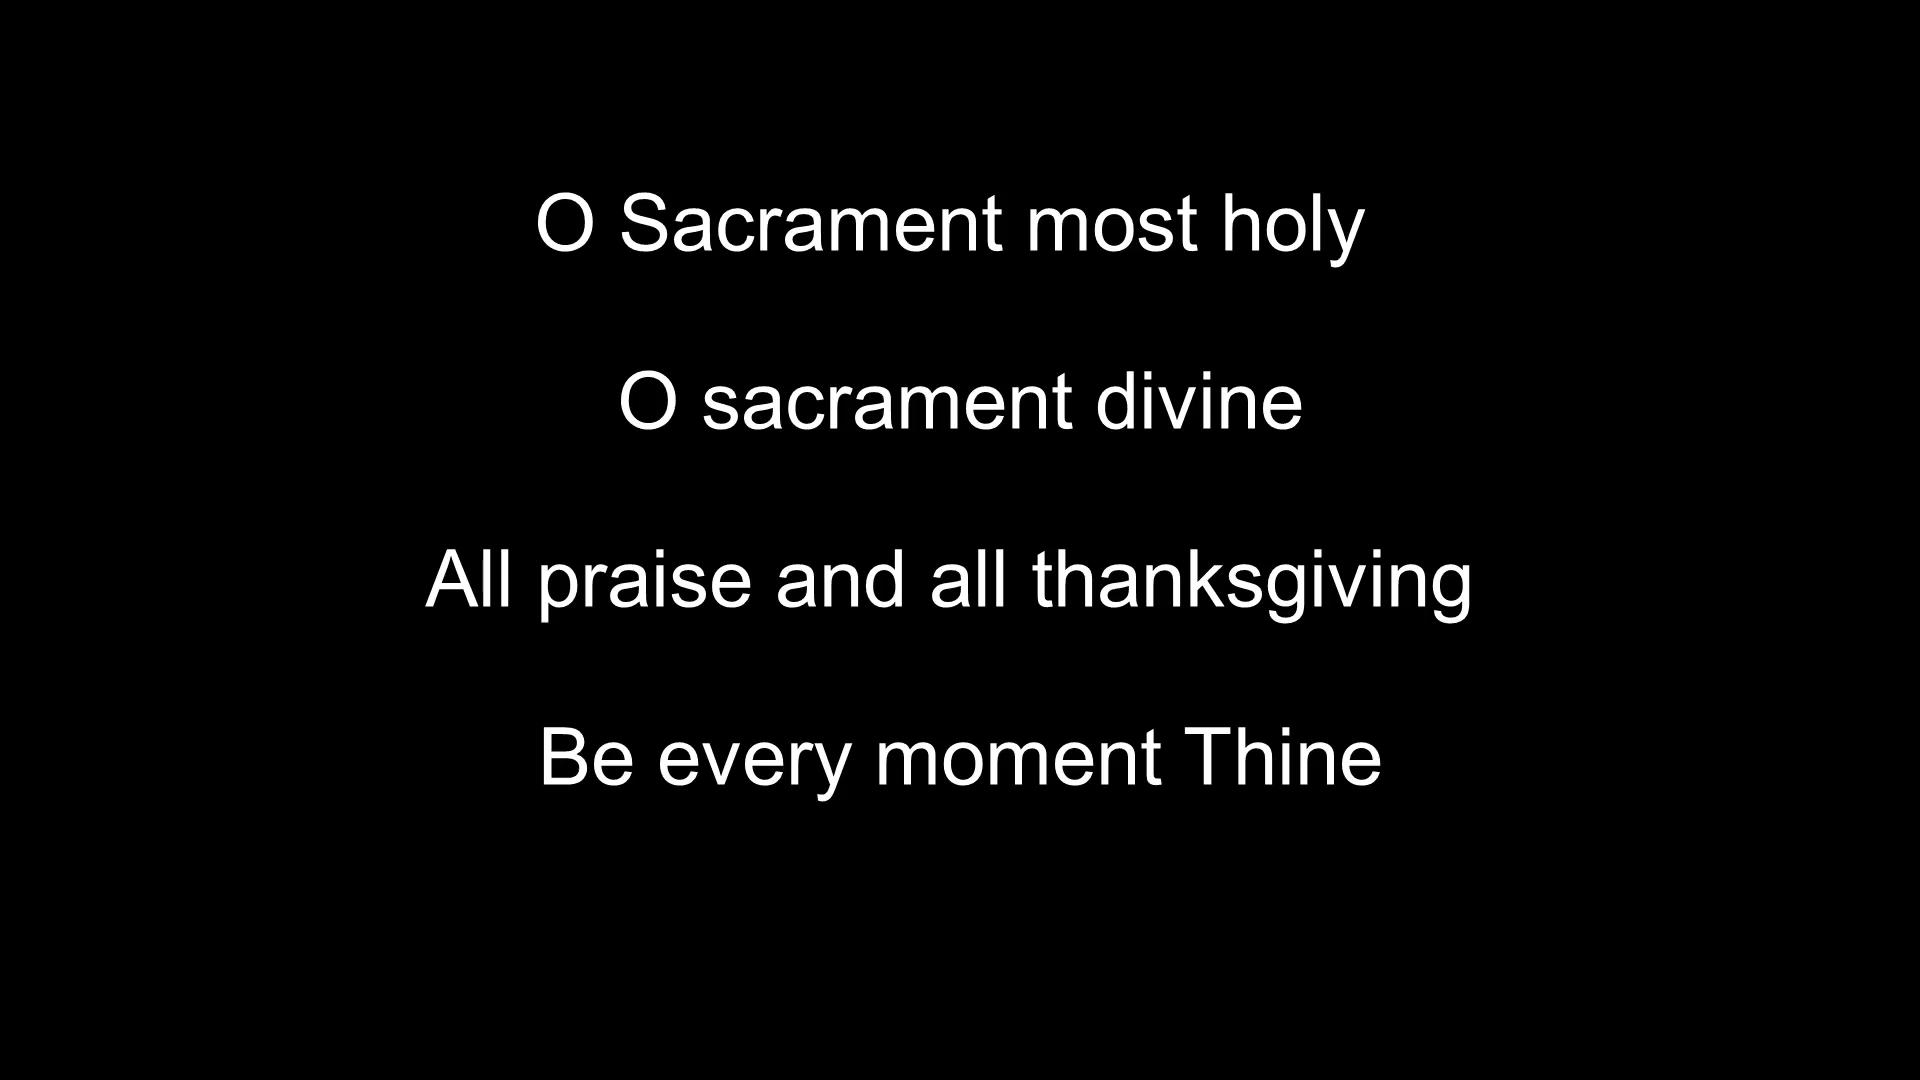 O Sacrament most holy
O sacrament divine
All praise and all thanksgiving
Be every moment Thine